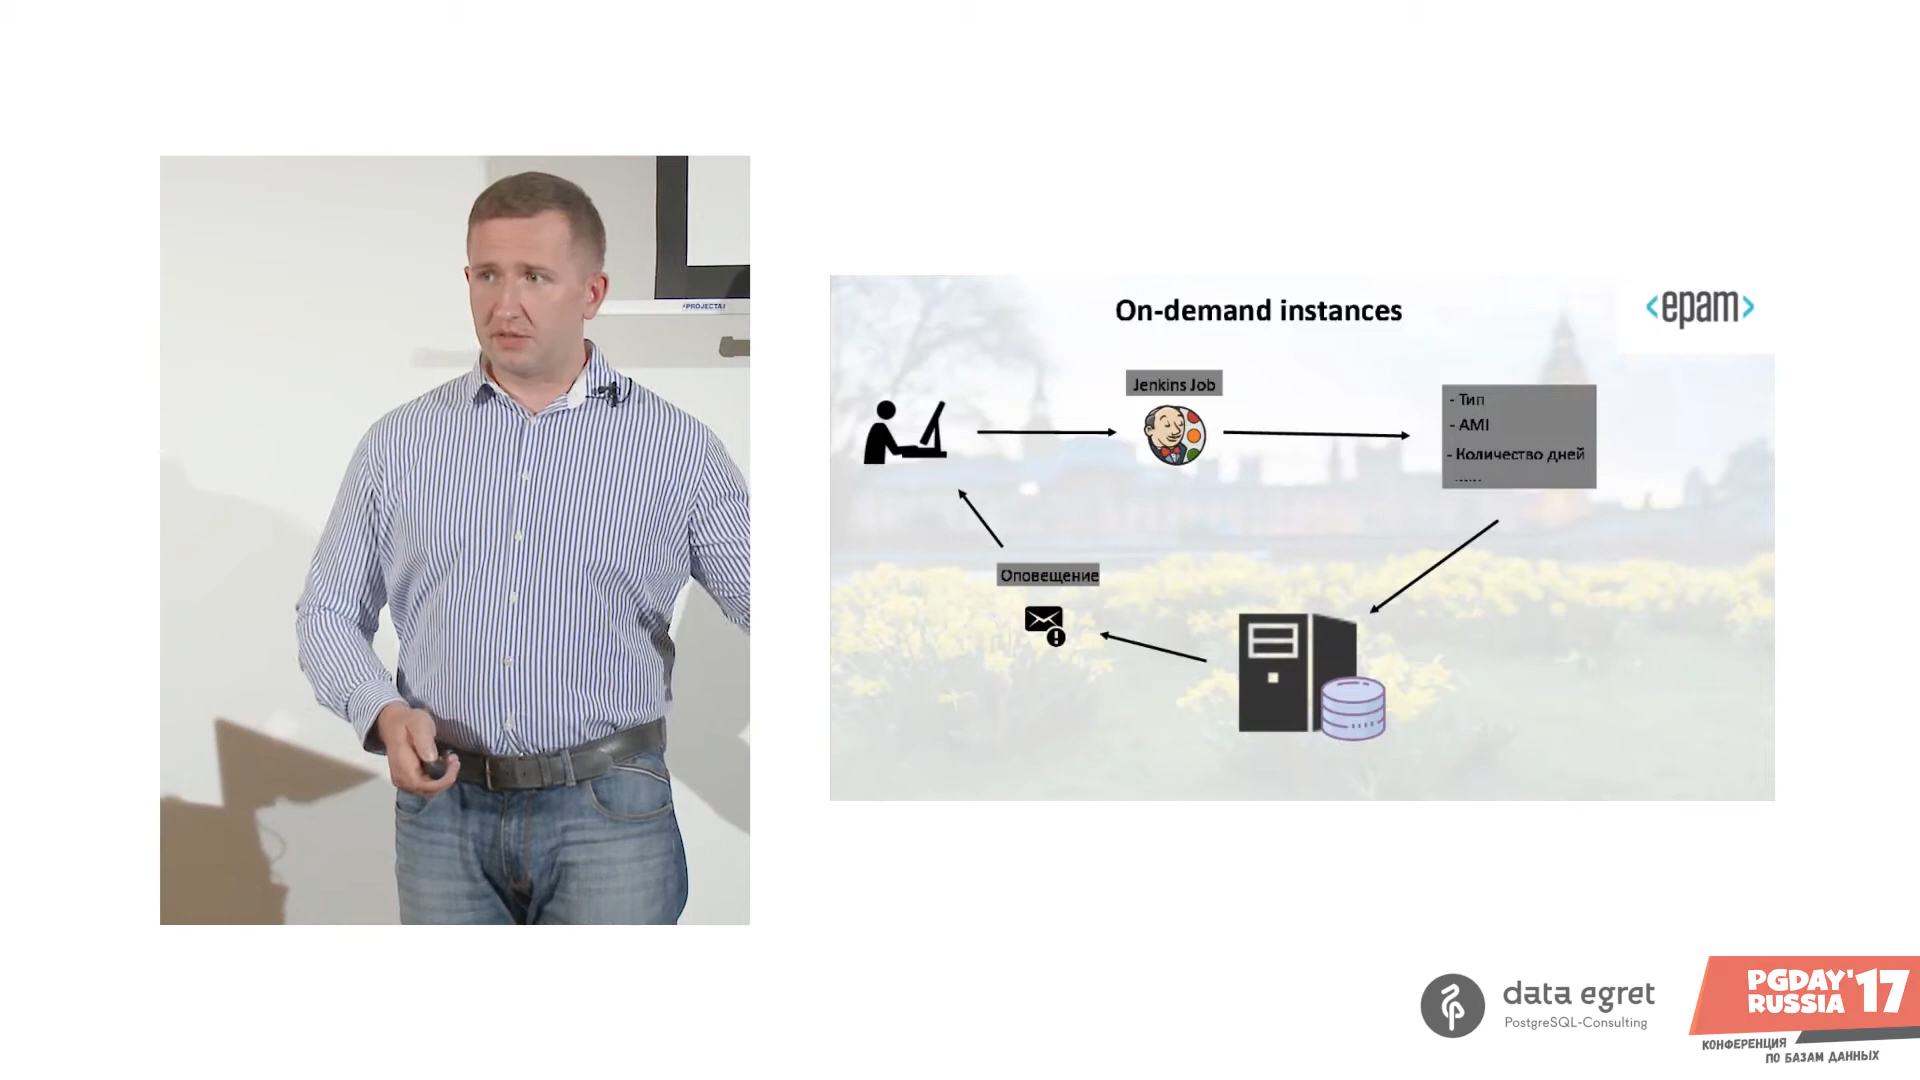 PROJECTA
On-demand instances
<epam>
Jenkins Job
- Тип
- AMI
- Количество дней
Оповещение
data egret
PostgreSQL-Consulting
PGDAY'17
RUSSIA
КОНФЕРЕНЦИЯ
ПО БАЗАМ ДАННЫХ